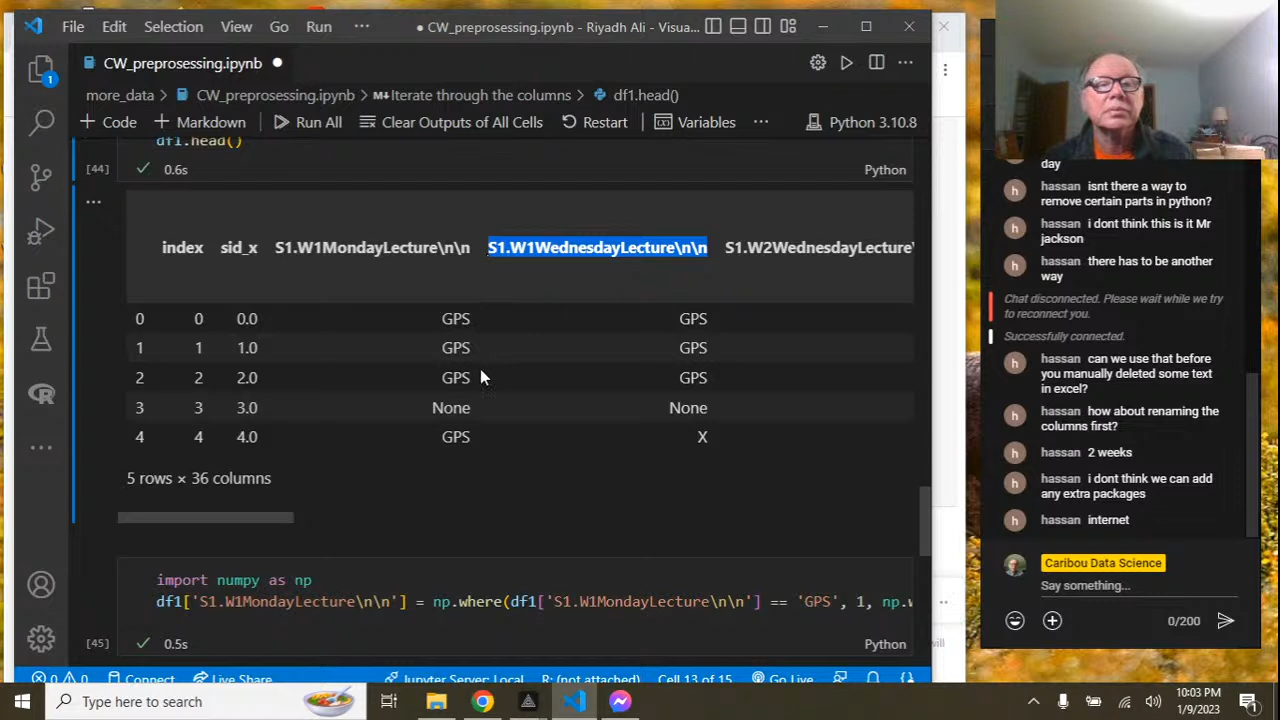 File Edit Selection View Go Run ··· ● CW_preprosessing.ipynb - Riyadh Ali - Visua...
CW_preprosessing.ipynb ●
more_data > CW_preprosessing.ipynb > M↓Iterate through the columns > df1.head()
+ Code + Markdown Run All Clear Outputs of All Cells Restart Variables ··· Python 3.10.8
df1.head()
[44] ✓ 0.6s Python
index sid_x S1.W1MondayLecture\n\n S1.W1WednesdayLecture\n\n S1.W2WednesdayLecture\
0 0 0.0 GPS GPS
1 1 1.0 GPS GPS
2 2 2.0 GPS GPS
3 3 3.0 None None
4 4 4.0 GPS X
5 rows × 36 columns
import numpy as np
df1['S1.W1MondayLecture\n\n'] = np.where(df1['S1.W1MondayLecture\n\n'] == 'GPS', 1, np.w
[45] ✓ 0.5s Python
0 0 Connect Live Share Jupyter Server: Local R: (not attached) Cell 13 of 15 Go Live
day
hassan isnt there a way to
remove certain parts in python?
hassan i dont think this is it Mr
jackson
hassan there has to be another
way
Chat disconnected. Please wait while we try
to reconnect you.
Successfully connected.
hassan can we use that before
you manually deleted some text
in excel?
hassan how about renaming the
columns first?
hassan 2 weeks
hassan i dont think we can add
any extra packages
hassan internet
Caribou Data Science
Say something...
0/200
will
Type here to search
10:03 PM
1/9/2023
1
1